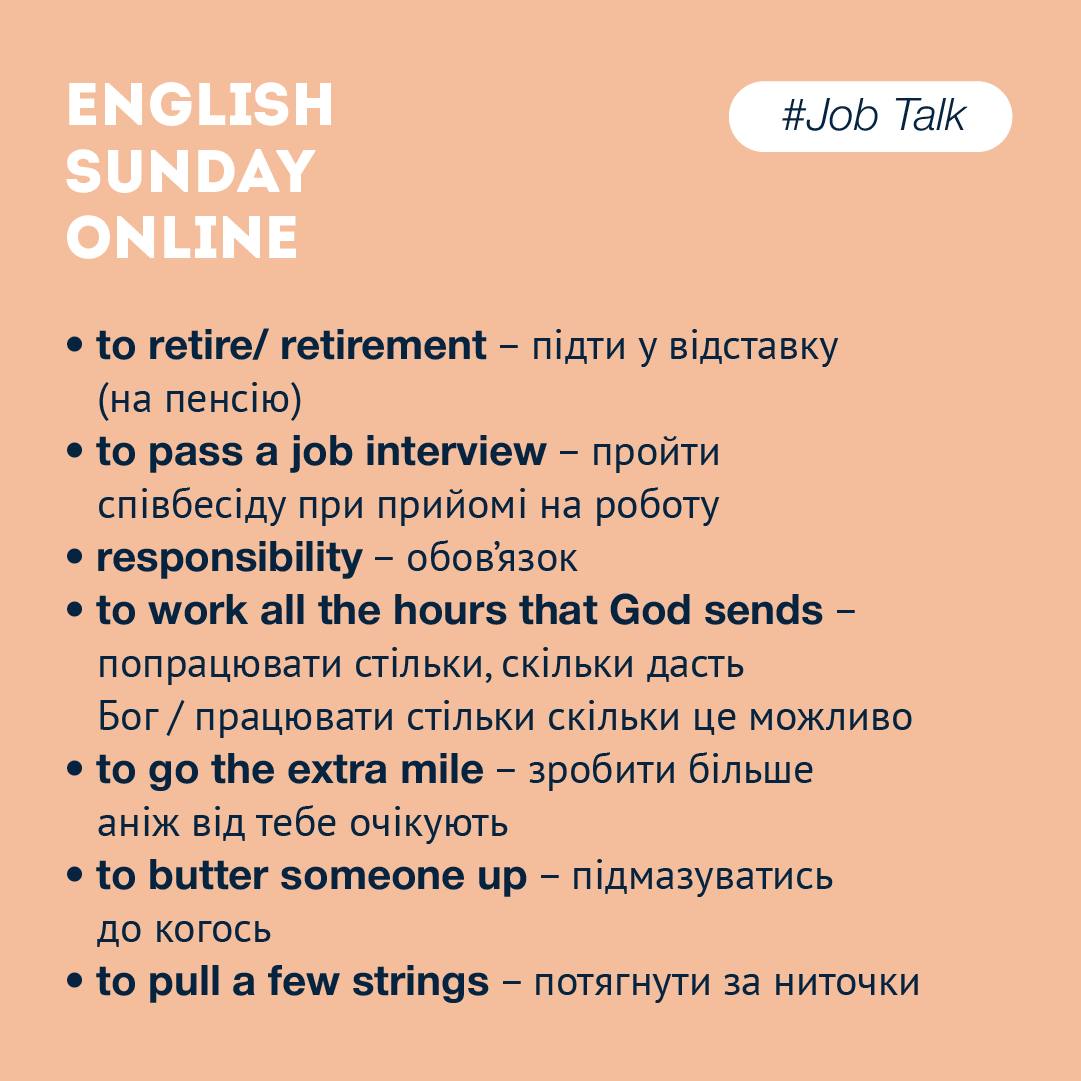 ENGLISH
SUNDAY
ONLINE
#Job Talk
• to retire/ retirement – підти у відставку
(на пенсію)
• to pass a job interview – пройти
співбесіду при прийомі на роботу
• responsibility – обов’язок
• to work all the hours that God sends –
попрацювати стільки, скільки дасть
Бог / працювати стільки скільки це можливо
• to go the extra mile – зробити більше
аніж від тебе очікують
• to butter someone up – підмазуватись
до когось
• to pull a few strings – потягнути за ниточки